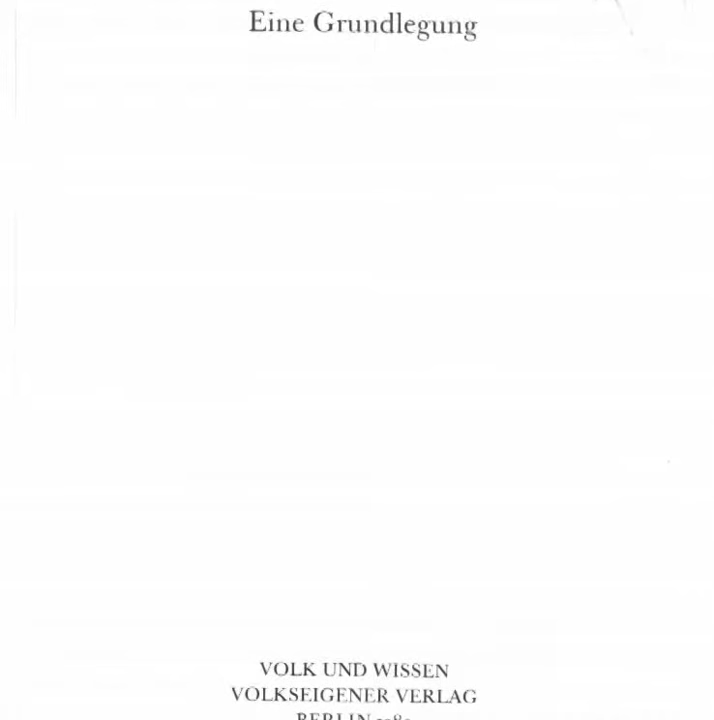 Eine Grundlegung
VOLK UND WISSEN
VOLKSEIGENER VERLAG
BERLIN